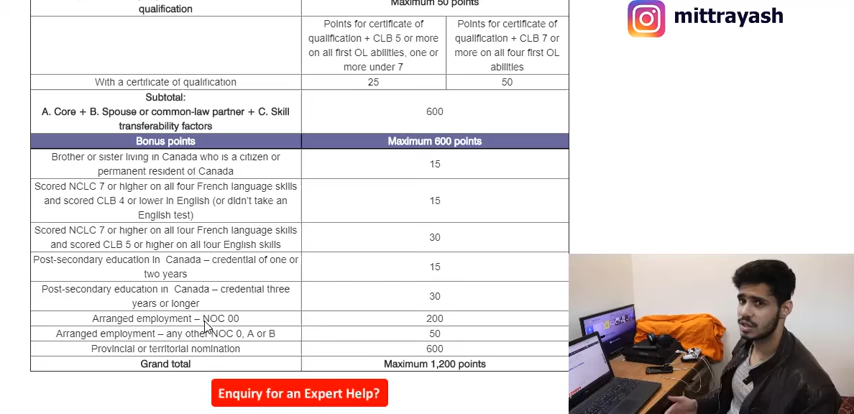 qualification
Maximum 50 points
mittrayash
Points for certificate of
qualification + CLB 5 or more
on all first OL abilities, one or
more under 7
Points for certificate of
qualification + CLB 7 or
more on all four first OL
abilities
With a certificate of qualification
25
50
Subtotal:
A. Core + B. Spouse or common-law partner + C. Skill
transferability factors
600
Bonus points
Maximum 600 points
Brother or sister living in Canada who is a citizen or
permanent resident of Canada
15
Scored NCLC 7 or higher on all four French language skills
and scored CLB 4 or lower in English (or didn't take an
English test)
15
Scored NCLC 7 or higher on all four French language skills
and scored CLB 5 or higher on all four English skills
30
Post-secondary education in Canada – credential of one or
two years
15
Post-secondary education in Canada – credential three
years or longer
30
Arranged employment – NOC 00
200
Arranged employment – any other NOC 0, A or B
50
Provincial or territorial nomination
600
Grand total
Maximum 1,200 points
Enquiry for an Expert Help?